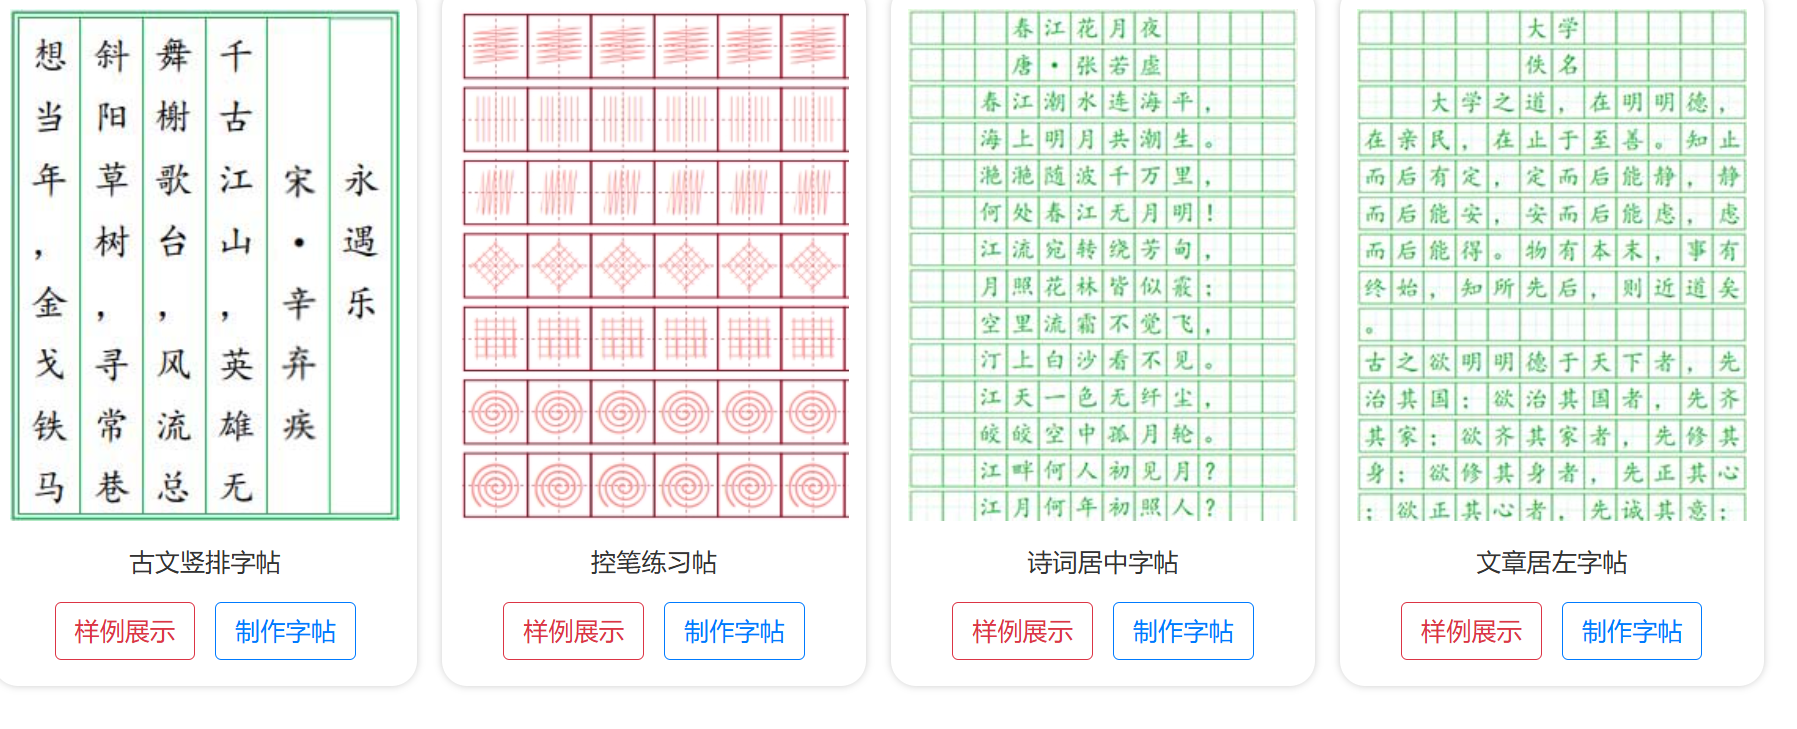 永遇乐
宋·辛弃疾
千古江山，英雄无
舞榭歌台，风流总
斜阳草树，寻常巷
想当年，金戈铁马
古文竖排字帖
样例展示 制作字帖
控笔练习帖
样例展示 制作字帖
春江花月夜
唐·张若虚
春江潮水连海平，
海上明月共潮生。
滟滟随波千万里，
何处春江无月明！
江流宛转绕芳甸，
月照花林皆似霰；
空里流霜不觉飞，
汀上白沙看不见。
江天一色无纤尘，
皎皎空中孤月轮。
江畔何人初见月？
江月何年初照人？
诗词居中字帖
样例展示 制作字帖
大学
佚名
大学之道，在明明德，
在亲民，在止于至善。知止
而后有定，定而后能静，静
而后能安，安而后能虑，虑
而后能得。物有本末，事有
终始，知所先后，则近道矣
。
古之欲明明德于天下者，先
治其国；欲治其国者，先齐
其家；欲齐其家者，先修其
身；欲修其身者，先正其心
；欲正其心者，先诚其意；
文章居左字帖
样例展示 制作字帖